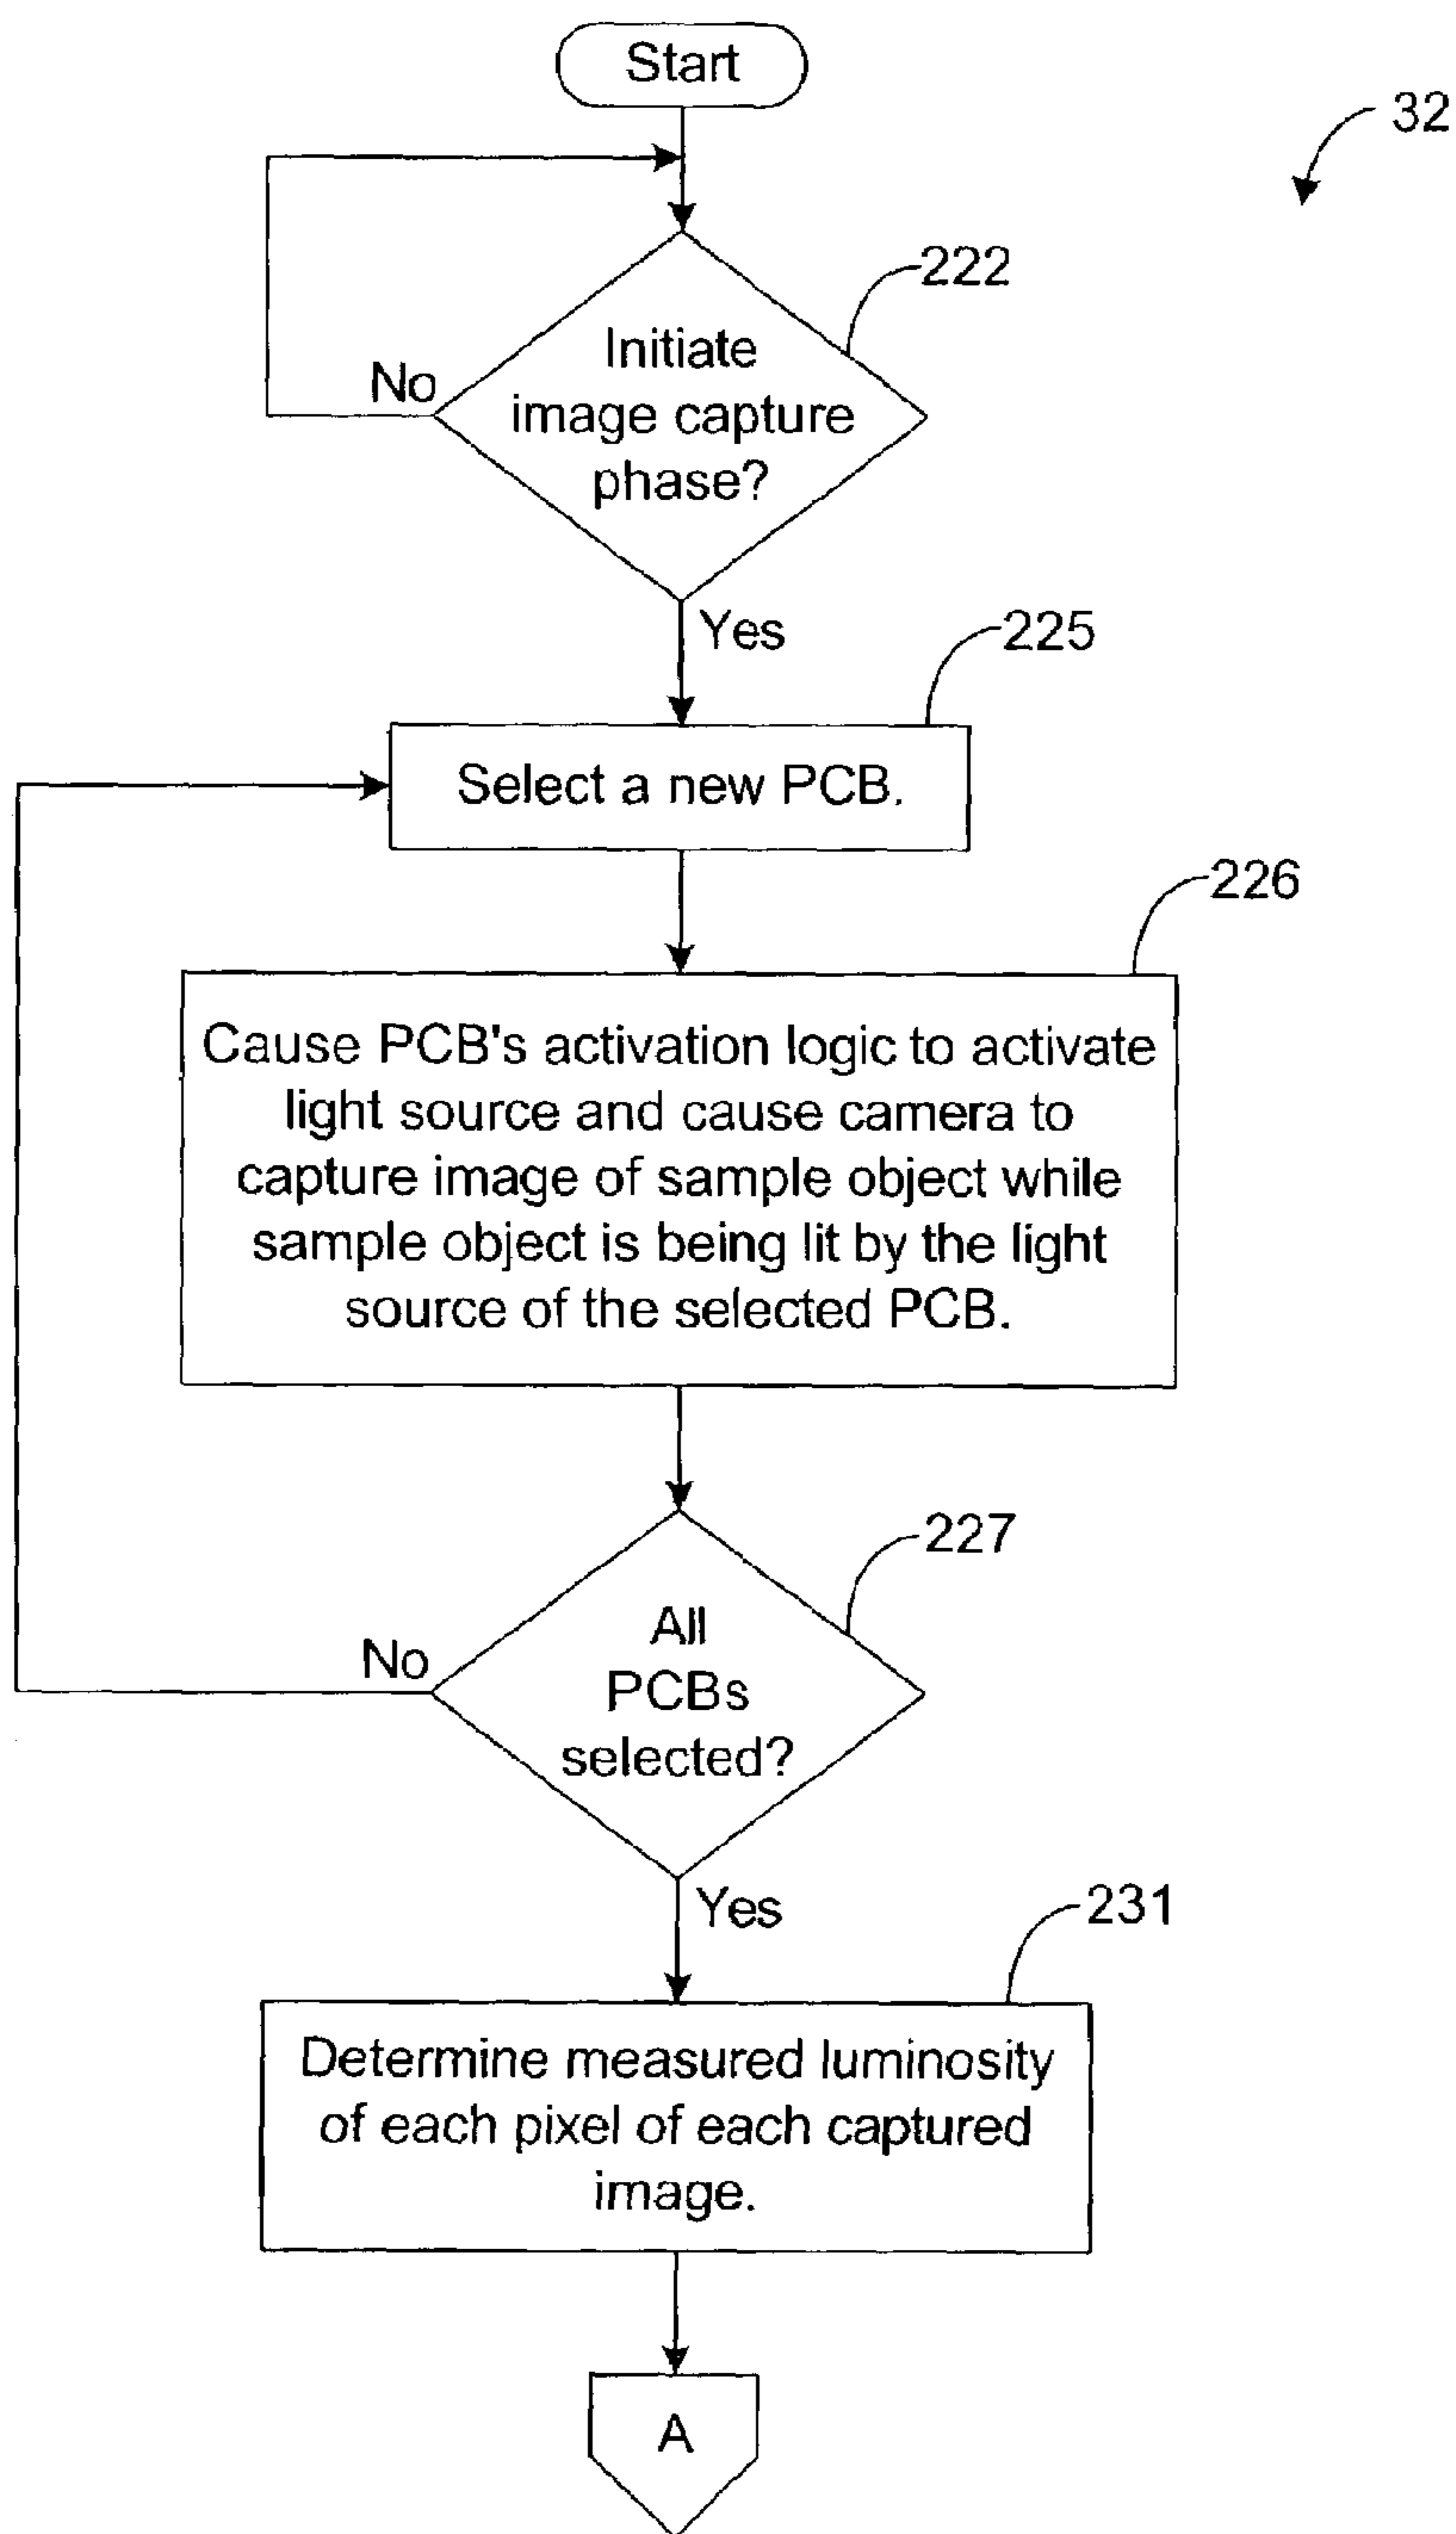 Start
32
222
Initiate
image capture
phase?
No
Yes
225
Select a new PCB.
226
Cause PCB's activation logic to activate
light source and cause camera to
capture image of sample object while
sample object is being lit by the light
source of the selected PCB.
227
All
PCBs
selected?
No
Yes
231
Determine measured luminosity
of each pixel of each captured
image.
A